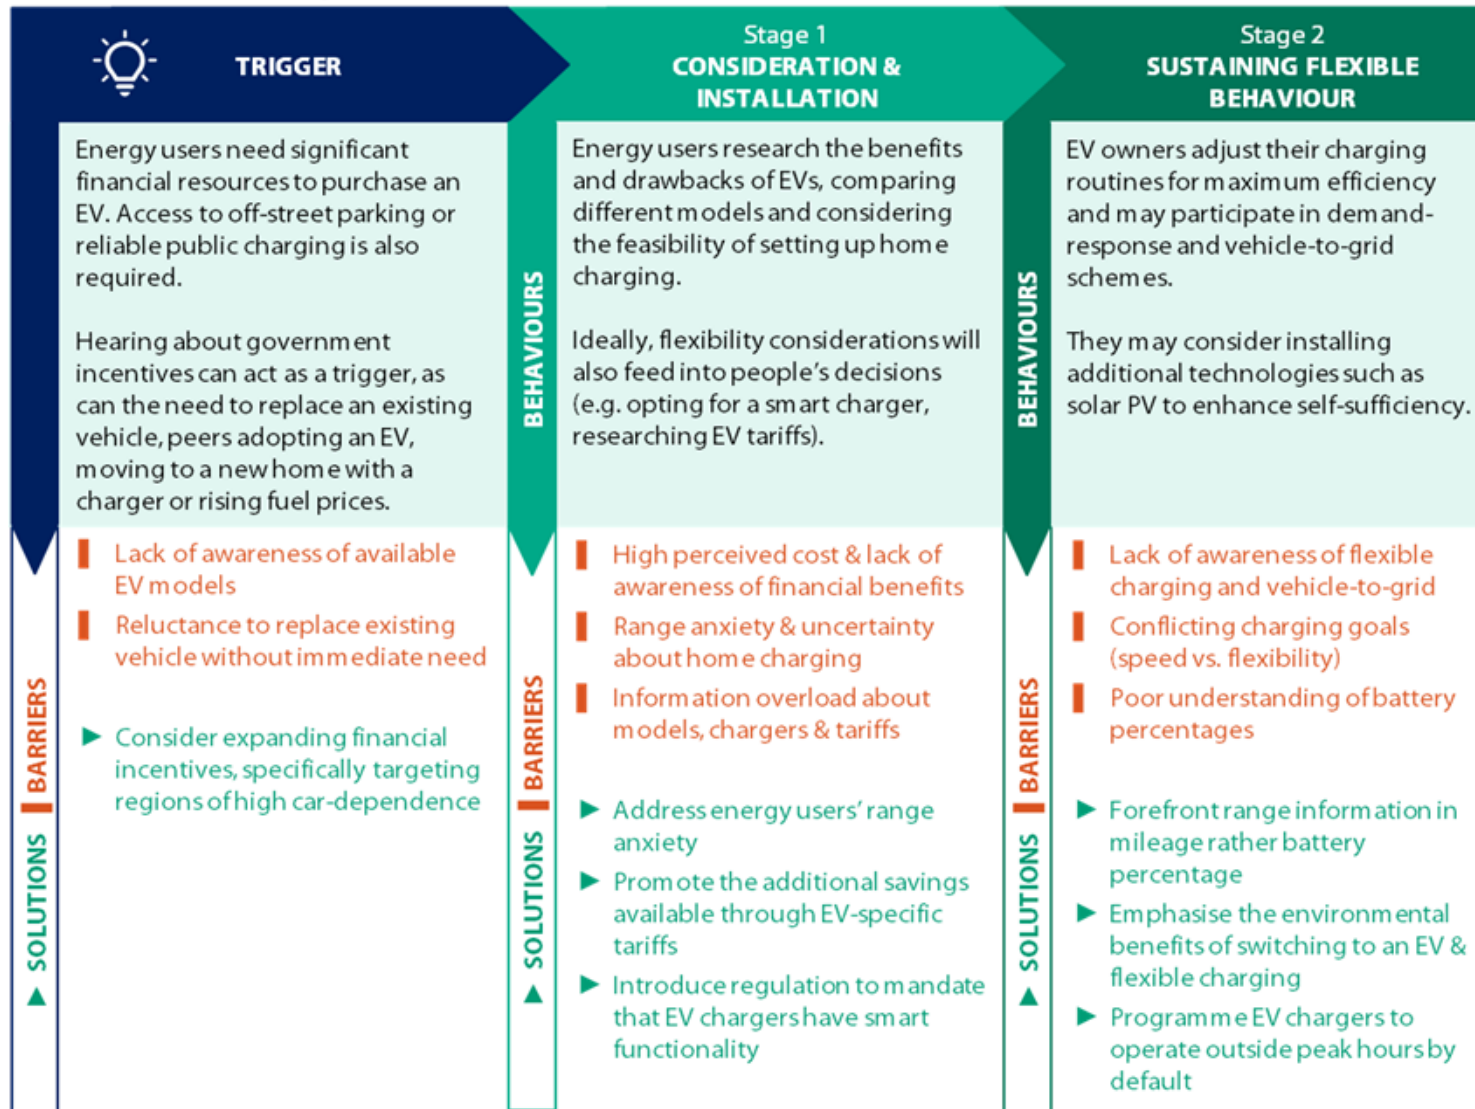 TRIGGER
Energy users need significant
financial resources to purchase an
EV. Access to off-street parking or
reliable public charging is also
required.
Hearing about government
incentives can act as a trigger, as
can the need to replace an existing
vehicle, peers adopting an EV,
moving to a new home with a
charger or rising fuel prices.
BARRIERS
Lack of awareness of available
EV models
Reluctance to replace existing
vehicle without immediate need
SOLUTIONS
Consider expanding financial
incentives, specifically targeting
regions of high car-dependence
Stage 1
CONSIDERATION &
INSTALLATION
BEHAVIOURS
Energy users research the benefits
and drawbacks of EVs, comparing
different models and considering
the feasibility of setting up home
charging.
Ideally, flexibility considerations will
also feed into people's decisions
(e.g. opting for a smart charger,
researching EV tariffs).
BARRIERS
High perceived cost & lack of
awareness of financial benefits
Range anxiety & uncertainty
about home charging
Information overload about
models, chargers & tariffs
SOLUTIONS
Address energy users' range
anxiety
Promote the additional savings
available through EV-specific
tariffs
Introduce regulation to mandate
that EV chargers have smart
functionality
Stage 2
SUSTAINING FLEXIBLE
BEHAVIOUR
BEHAVIOURS
EV owners adjust their charging
routines for maximum efficiency
and may participate in demand-
response and vehicle-to-grid
schemes.
They may consider installing
additional technologies such as
solar PV to enhance self-sufficiency.
BARRIERS
Lack of awareness of flexible
charging and vehicle-to-grid
Conflicting charging goals
(speed vs. flexibility)
Poor understanding of battery
percentages
SOLUTIONS
Forefront range information in
mileage rather battery
percentage
Emphasise the environmental
benefits of switching to an EV &
flexible charging
Programme EV chargers to
operate outside peak hours by
default